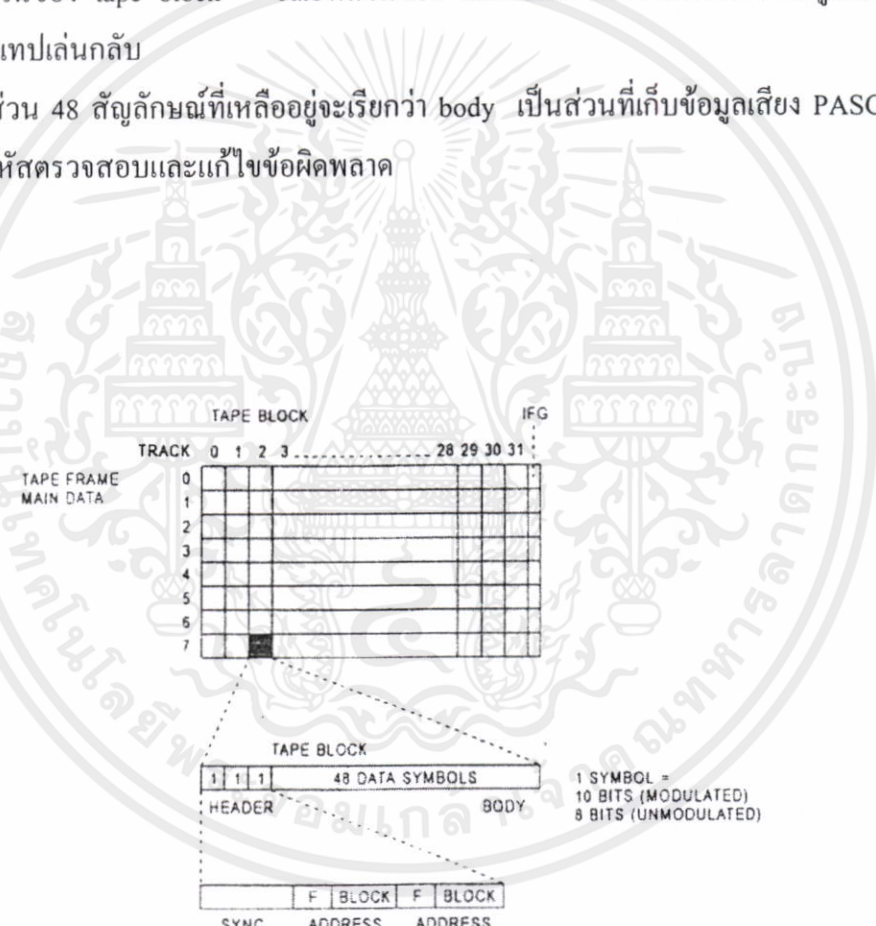 เทปเล่นกลับ
ส่วน 48 สัญลักษณ์ที่เหลืออยู่จะเรียกว่า body เป็นส่วนที่เก็บข้อมูลเสียง PASC
หัสตรวจสอบและแก้ไขข้อผิดพลาด
TAPE BLOCK IFG
TRACK 0 1 2 3 28 29 30 31
TAPE FRAME
MAIN DATA
0
1
2
3
4
5
6
7
TAPE BLOCK
1 1 1 48 DATA SYMBOLS
HEADER BODY
1 SYMBOL =
10 BITS (MODULATED)
8 BITS (UNMODULATED)
F BLOCK F BLOCK
SYNC ADDRESS ADDRESS